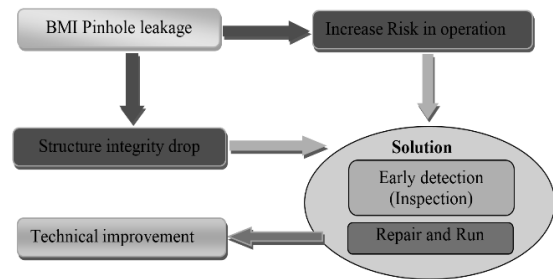 BMI Pinhole leakage
Increase Risk in operation
Structure integrity drop
Solution
Early detection
(Inspection)
Repair and Run
Technical improvement